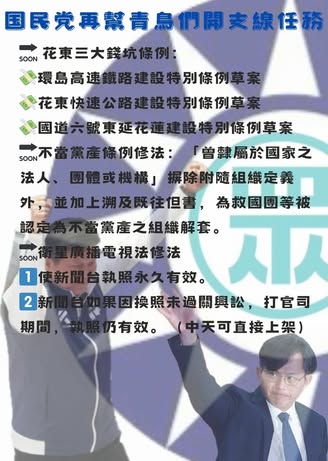 国民党再幫青鳥們開支線任務
SOON 花東三大錢坑條例：
環島高速鐵路建設特別條例草案
花東快速公路建設特別條例草案
國道六號東延花蓮建設特別條例草案
SOON 不當黨產條例修法：「曾隸屬於國家之
法人、團體或機構」摒除附隨組織定義
外，並加上溯及既往但書，為救國團等被
認定為不當黨產之組織解套。
SOON 衛星廣播電視法修法
1 使新聞台執照永久有效。
2 新聞台如果因換照未過關興訟，打官司
期間，執照仍有效。（中天可直接上架）
眾